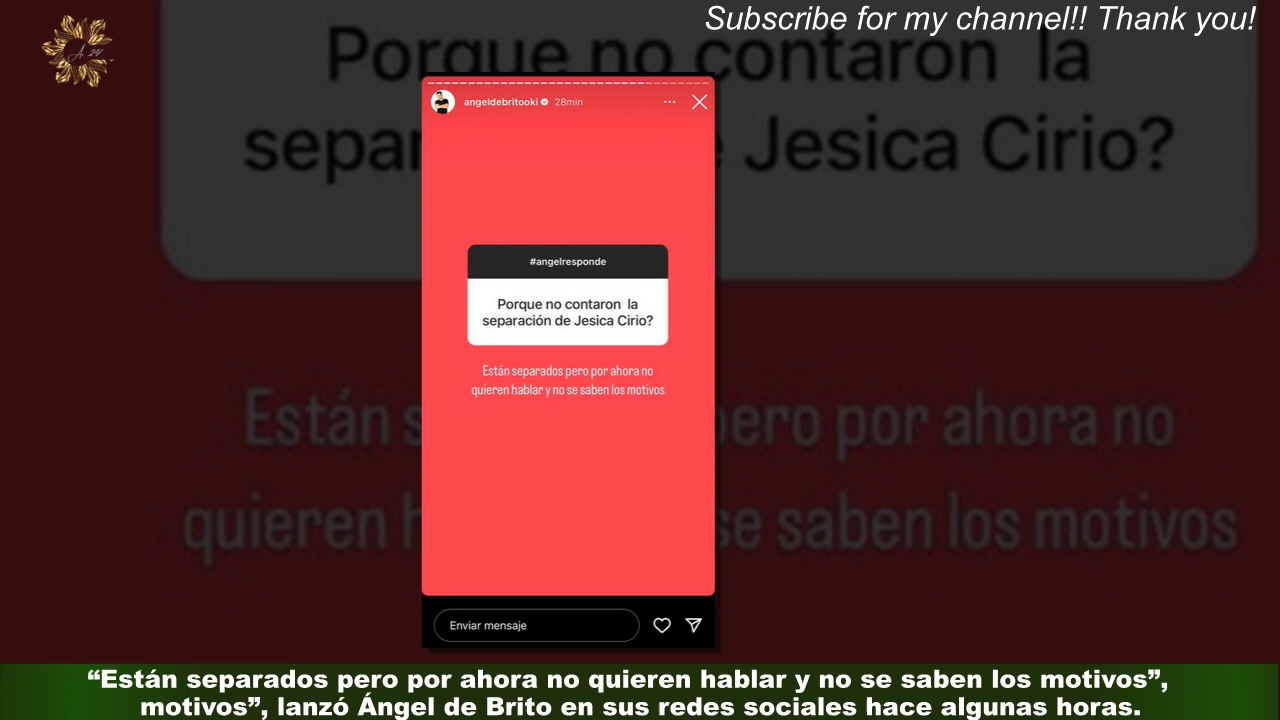 Subscribe for my channel!! Thank you!
Porque no contaron la
Jesica Cirio?
angeldebritooki 28min
#angelresponde
Porque no contaron la
separación de Jesica Cirio?
Están separados pero por ahora no
quieren hablar y no se saben los motivos
por ahora no
quieren
se saben los motivos
Enviar mensaje
“Están separados pero por ahora no quieren hablar y no se saben los motivos”,
motivos”, lanzó Ángel de Brito en sus redes sociales hace algunas horas.